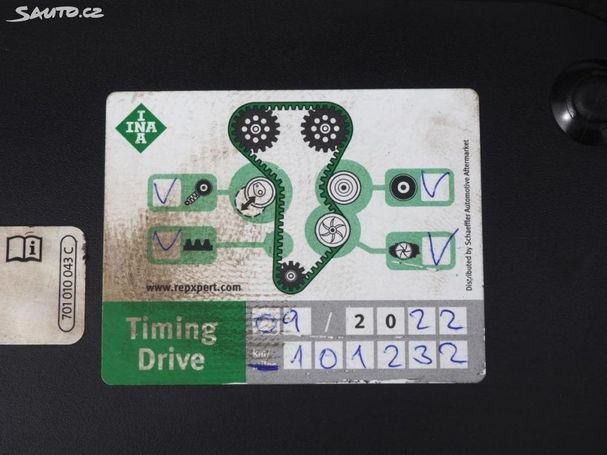 SAUTO.CZ
I
INA
A
Distributed by Schaeffler Automotive Aftermarket
701 010 043 C
www.repxpert.com
Timing
Drive
09 / 2022
Km/
101232